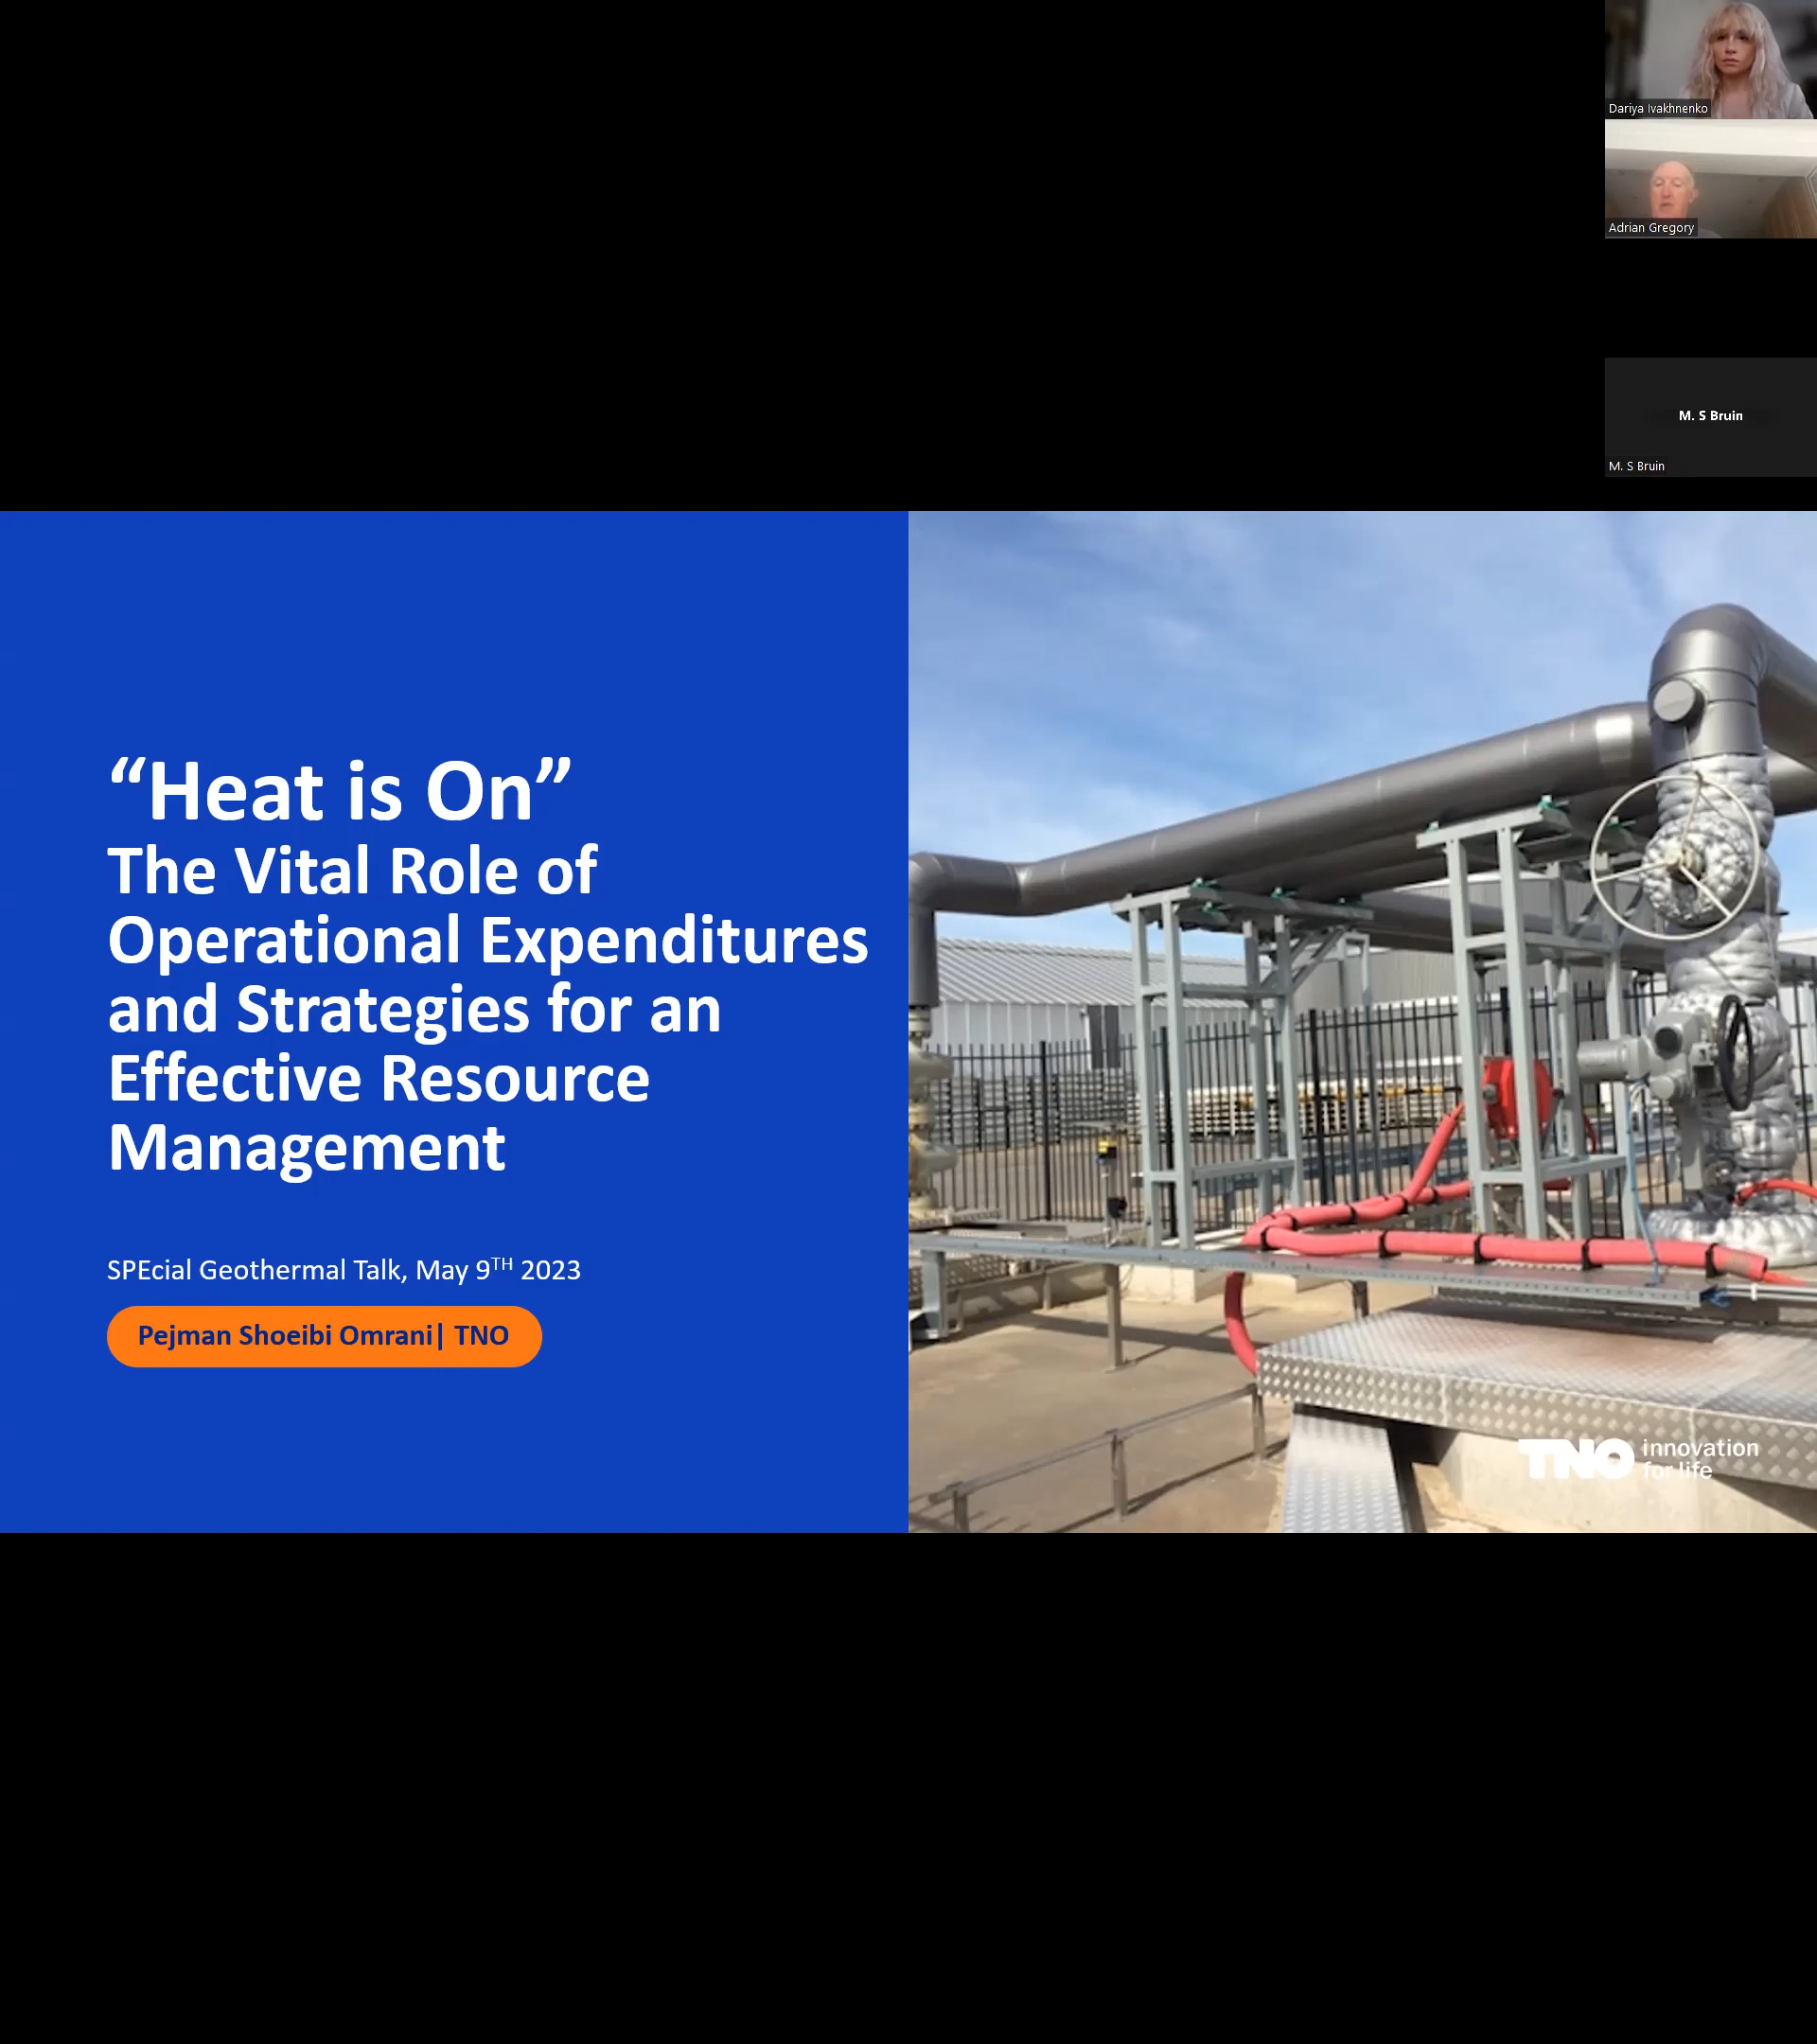 Dariya Ivakhnenko
Adrian Gregory
M. S Bruin
M. S Bruin
“Heat is On”
The Vital Role of
Operational Expenditures
and Strategies for an
Effective Resource
Management
SPEcial Geothermal Talk, May 9TH 2023
Pejman Shoeibi Omrani| TNO
TNO innovation
for life